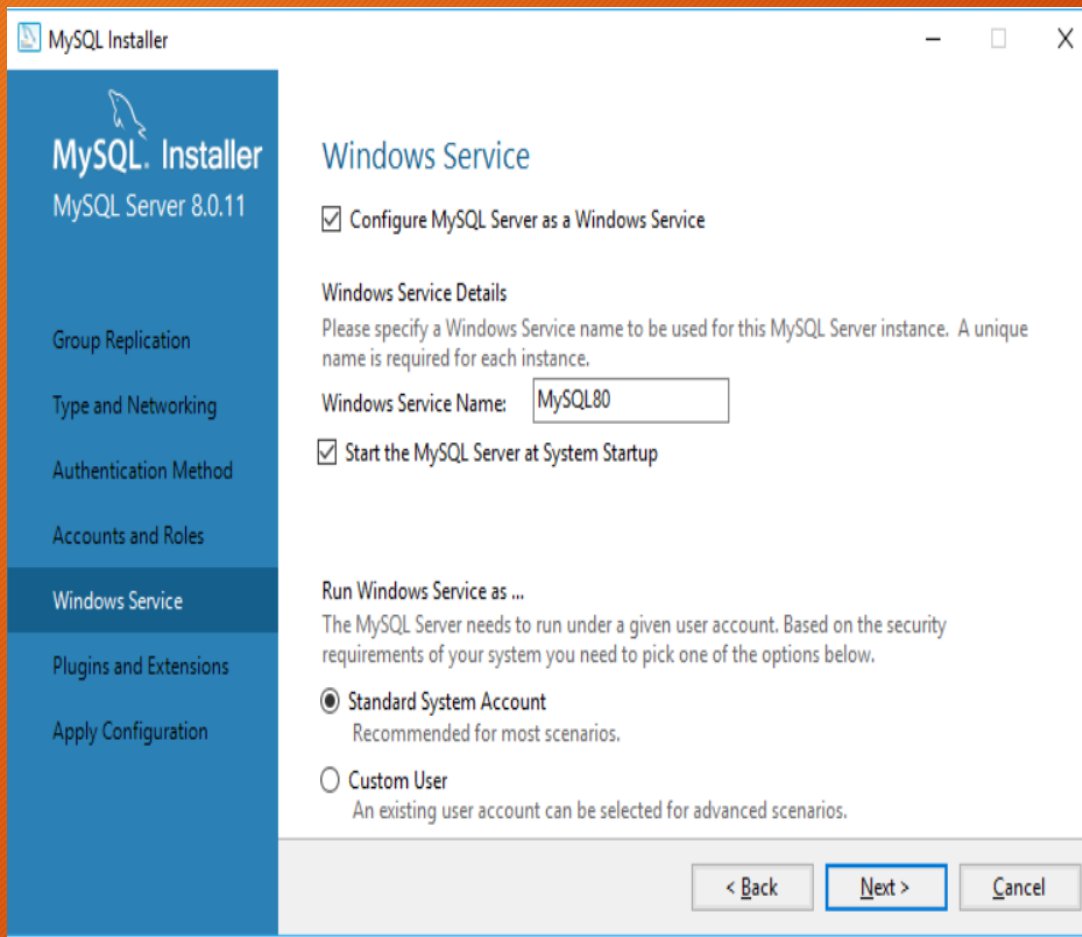 MySQL Installer
MySQL. Installer
MySQL Server 8.0.11
Group Replication
Type and Networking
Authentication Method
Accounts and Roles
Windows Service
Plugins and Extensions
Apply Configuration
Windows Service
Configure MySQL Server as a Windows Service
Windows Service Details
Please specify a Windows Service name to be used for this MySQL Server instance. A unique
name is required for each instance.
Windows Service Name: MySQL80
Start the MySQL Server at System Startup
Run Windows Service as ...
The MySQL Server needs to run under a given user account. Based on the security
requirements of your system you need to pick one of the options below.
Standard System Account
Recommended for most scenarios.
Custom User
An existing user account can be selected for advanced scenarios.
< Back Next > Cancel